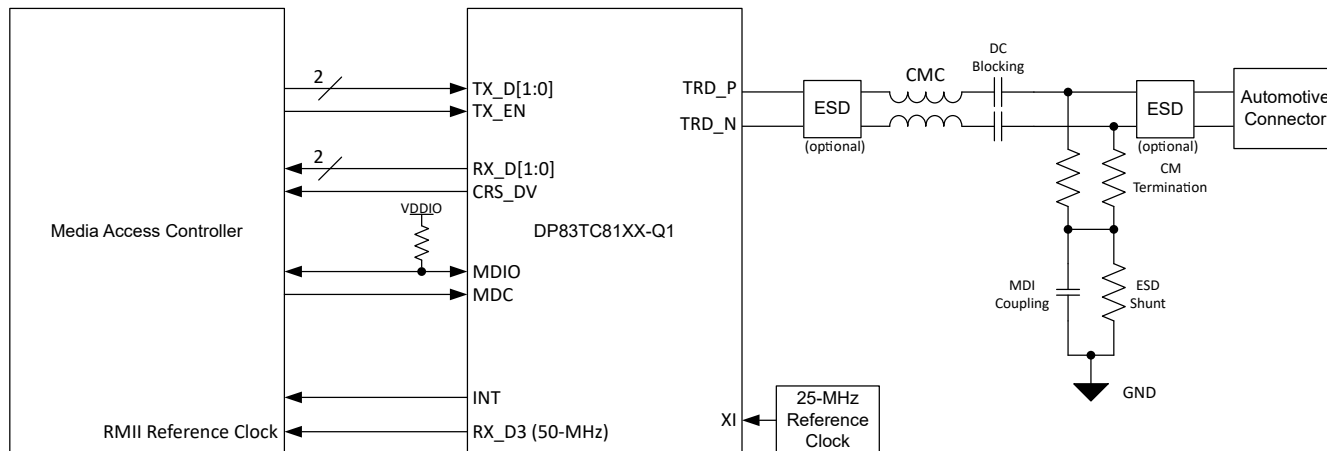 Media Access Controller
RMII Reference Clock
2
2
VDDIO
TX_D[1:0]
TX_EN
RX_D[1:0]
CRS_DV
MDIO
MDC
INT
RX_D3 (50-MHz)
DP83TC81XX-Q1
TRD_P
TRD_N
XI
25-MHz
Reference
Clock
ESD
(optional)
CMC
DC
Blocking
ESD
(optional)
CM
Termination
MDI
Coupling
ESD
Shunt
GND
Automotive
Connector